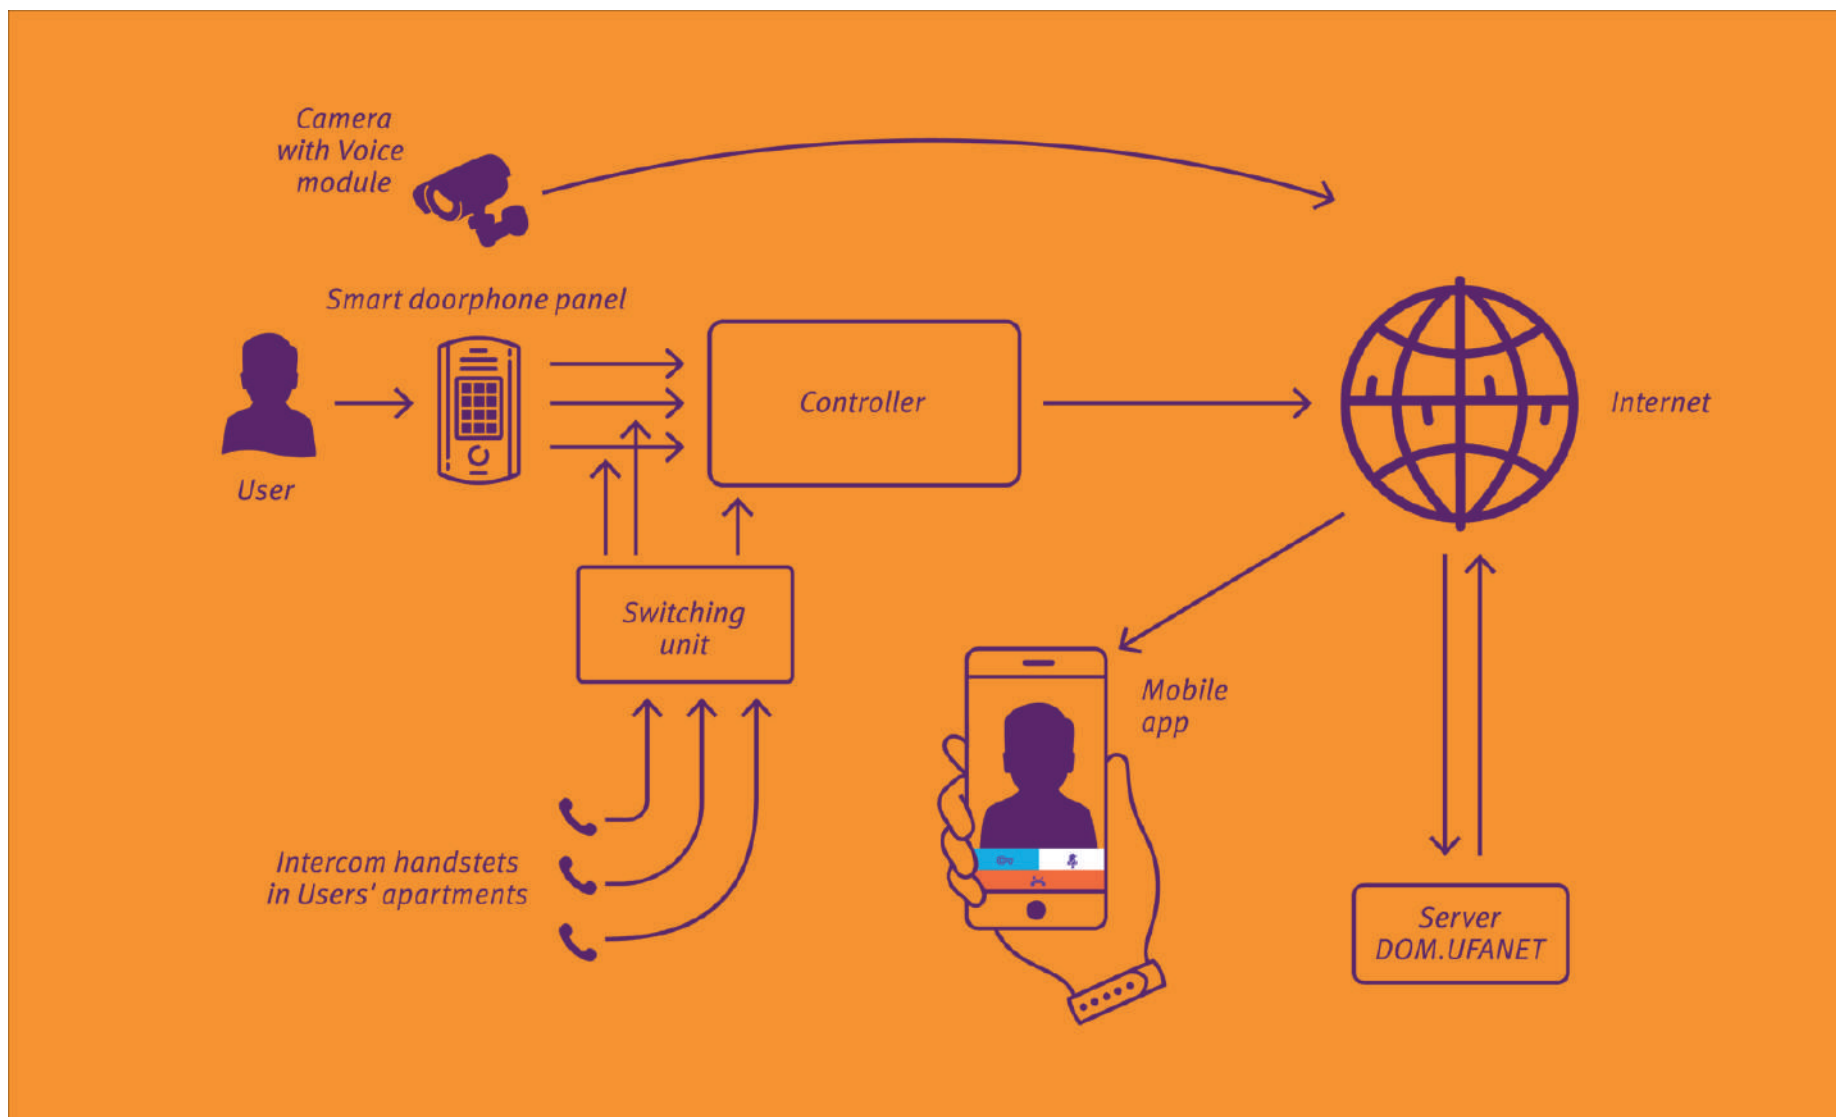 Camera
with Voice
module
Smart doorphone panel
User
Controller
Internet
Switching
unit
Mobile
app
Intercom handstets
in Users' apartments
Server
DOM.UFANET